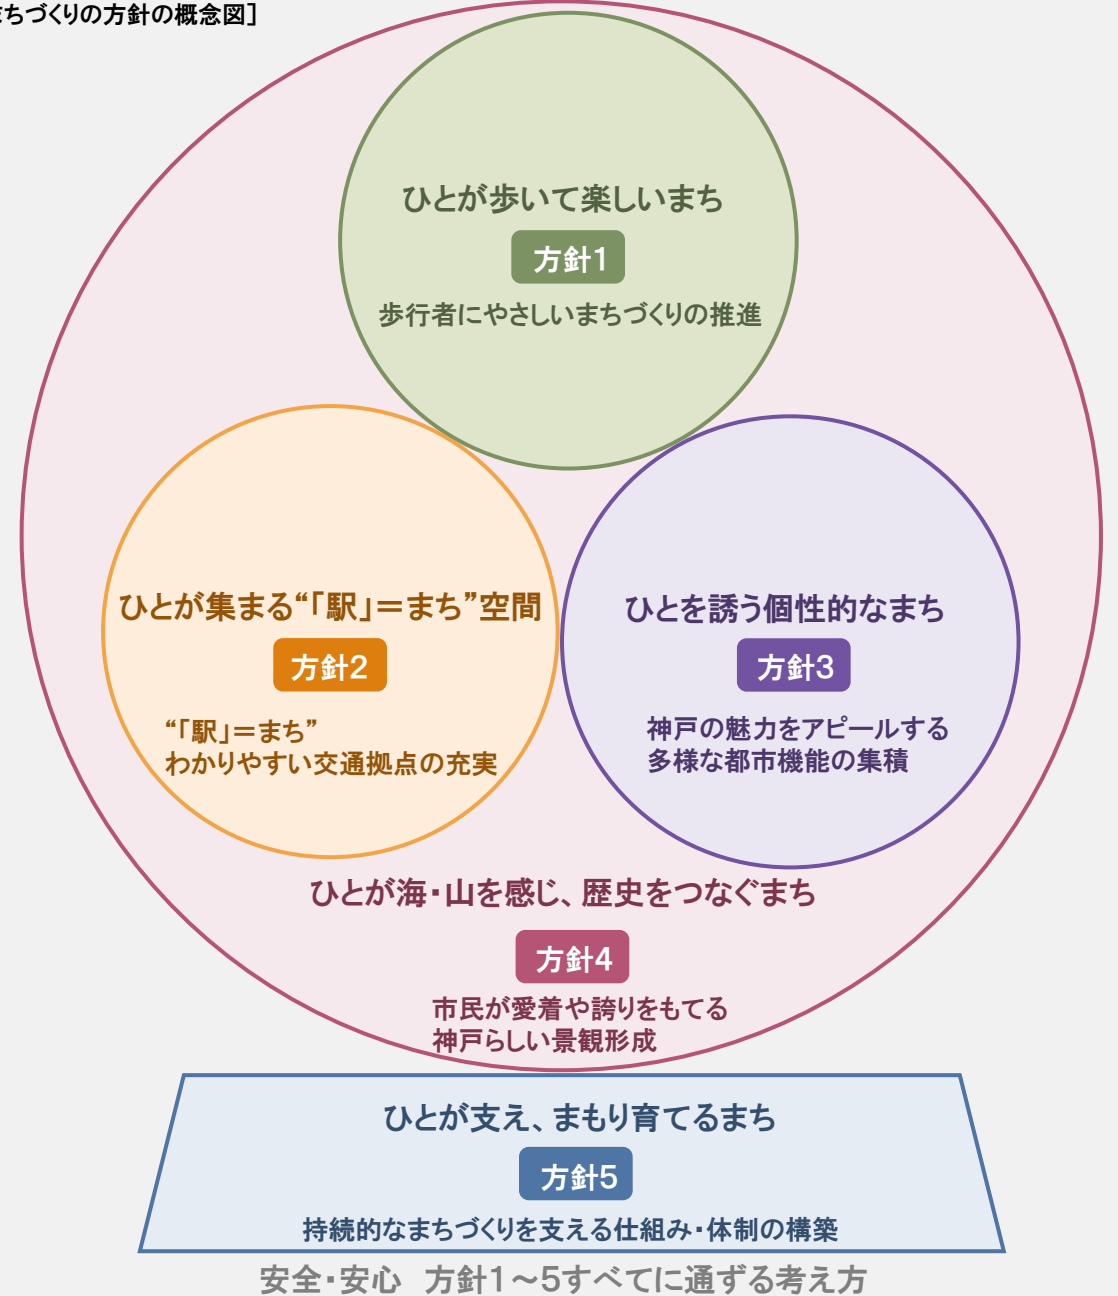 まちづくりの方針の概念図]
ひとが歩いて楽しいまち
方針1
歩行者にやさしいまちづくりの推進
ひとが集まる“「駅」＝まち”空間
方針2
“「駅」＝まち”
わかりやすい交通拠点の充実
ひとを誘う個性的なまち
方針3
神戸の魅力をアピールする
多様な都市機能の集積
ひとが海・山を感じ、歴史をつなぐまち
方針4
市民が愛着や誇りをもてる
神戸らしい景観形成
ひとが支え、まもり育てるまち
方針5
持続的なまちづくりを支える仕組み・体制の構築
安全・安心　方針1～5すべてに通ずる考え方